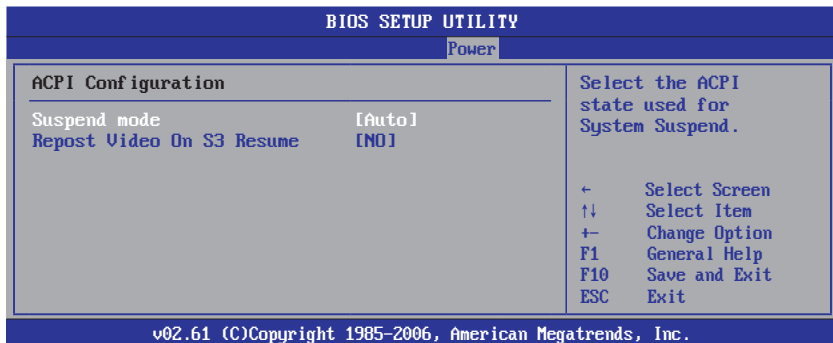 BIOS SETUP UTILITY
Power
ACPI Configuration
Suspend mode [Auto]
Repost Video On S3 Resume [NO]
Select the ACPI
state used for
System Suspend.
← Select Screen
↑↓ Select Item
+- Change Option
F1 General Help
F10 Save and Exit
ESC Exit
v02.61 (C)Copyright 1985-2006, American Megatrends, Inc.